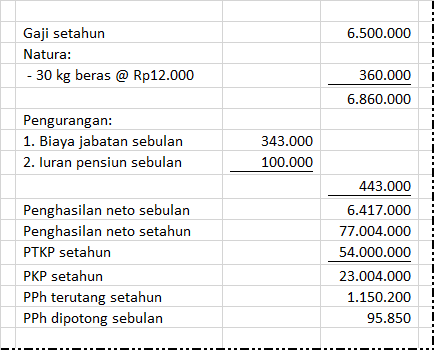 Gaji setahun 6.500.000
Natura:
- 30 kg beras @ Rp12.000 360.000
6.860.000
Pengurangan:
1. Biaya jabatan sebulan 343.000
2. Iuran pensiun sebulan 100.000
443.000
Penghasilan neto sebulan 6.417.000
Penghasilan neto setahun 77.004.000
PTKP setahun 54.000.000
PKP setahun 23.004.000
PPh terutang setahun 1.150.200
PPh dipotong sebulan 95.850